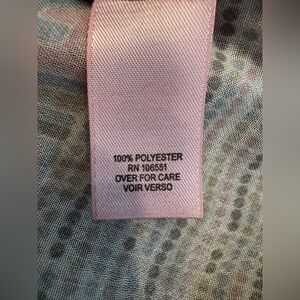 100% POLYESTER
RN 106551
OVER FOR CARE
VOIR VERSO